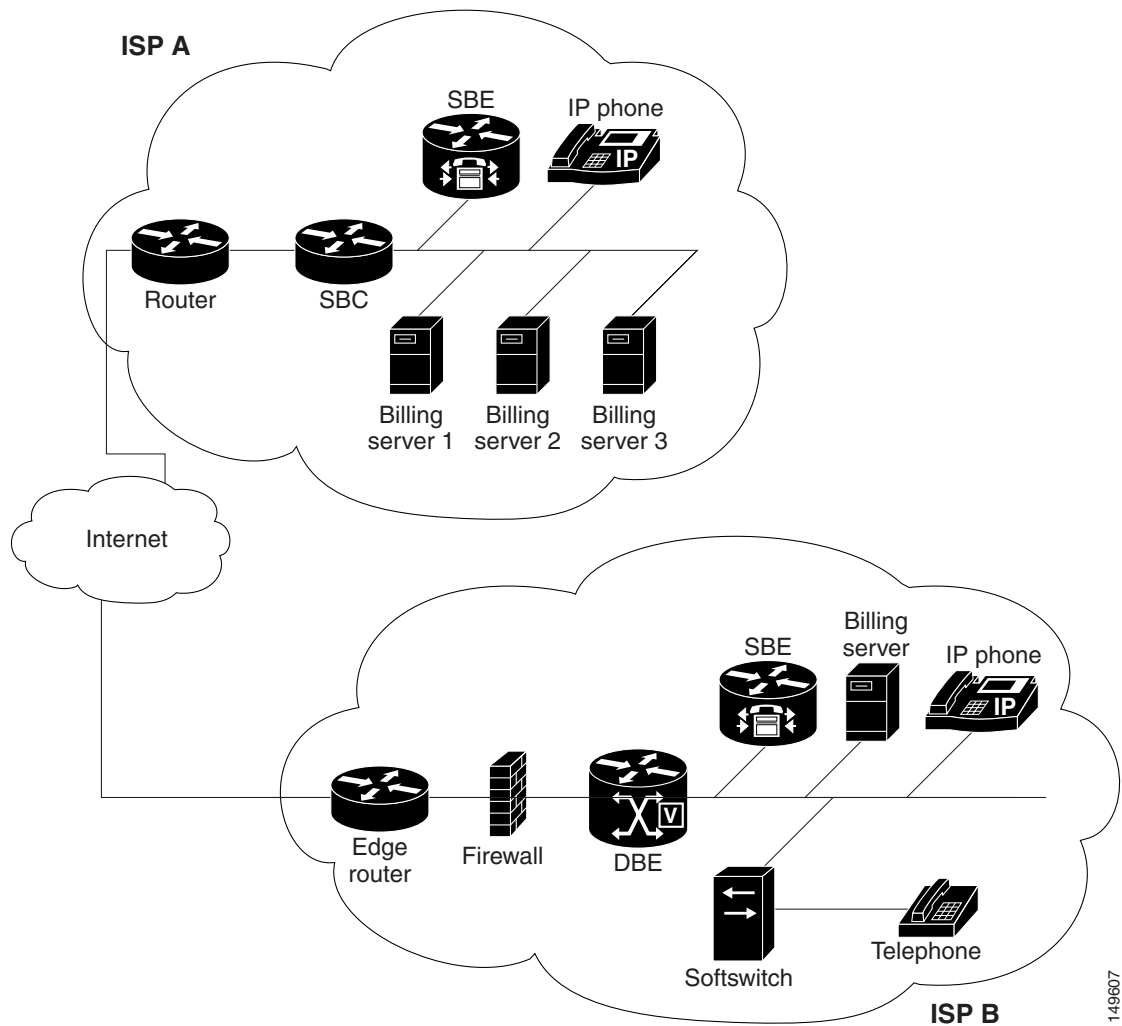 ISP A
SBE
IP phone
IP
Router
SBC
Billing
server 1
Billing
server 2
Billing
server 3
Internet
Billing
server
SBE
IP phone
IP
V
Edge
router
Firewall
DBE
Softswitch
Telephone
ISP B
149607